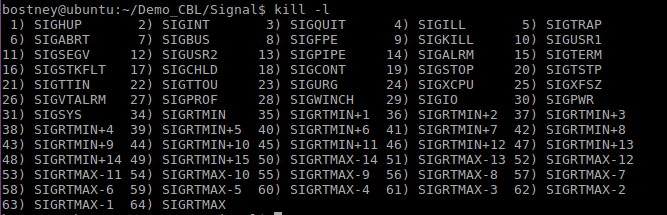 bostney@ubuntu:~/Demo_CBL/Signal$ kill -l
1) SIGHUP 2) SIGINT 3) SIGQUIT 4) SIGILL 5) SIGTRAP
6) SIGABRT 7) SIGBUS 8) SIGFPE 9) SIGKILL 10) SIGUSR1
11) SIGSEGV 12) SIGUSR2 13) SIGPIPE 14) SIGALRM 15) SIGTERM
16) SIGSTKFLT 17) SIGCHLD 18) SIGCONT 19) SIGSTOP 20) SIGTSTP
21) SIGTTIN 22) SIGTTOU 23) SIGURG 24) SIGXCPU 25) SIGXFSZ
26) SIGVTALRM 27) SIGPROF 28) SIGWINCH 29) SIGIO 30) SIGPWR
31) SIGSYS 34) SIGRTMIN 35) SIGRTMIN+1 36) SIGRTMIN+2 37) SIGRTMIN+3
38) SIGRTMIN+4 39) SIGRTMIN+5 40) SIGRTMIN+6 41) SIGRTMIN+7 42) SIGRTMIN+8
43) SIGRTMIN+9 44) SIGRTMIN+10 45) SIGRTMIN+11 46) SIGRTMIN+12 47) SIGRTMIN+13
48) SIGRTMIN+14 49) SIGRTMIN+15 50) SIGRTMAX-14 51) SIGRTMAX-13 52) SIGRTMAX-12
53) SIGRTMAX-11 54) SIGRTMAX-10 55) SIGRTMAX-9 56) SIGRTMAX-8 57) SIGRTMAX-7
58) SIGRTMAX-6 59) SIGRTMAX-5 60) SIGRTMAX-4 61) SIGRTMAX-3 62) SIGRTMAX-2
63) SIGRTMAX-1 64) SIGRTMAX